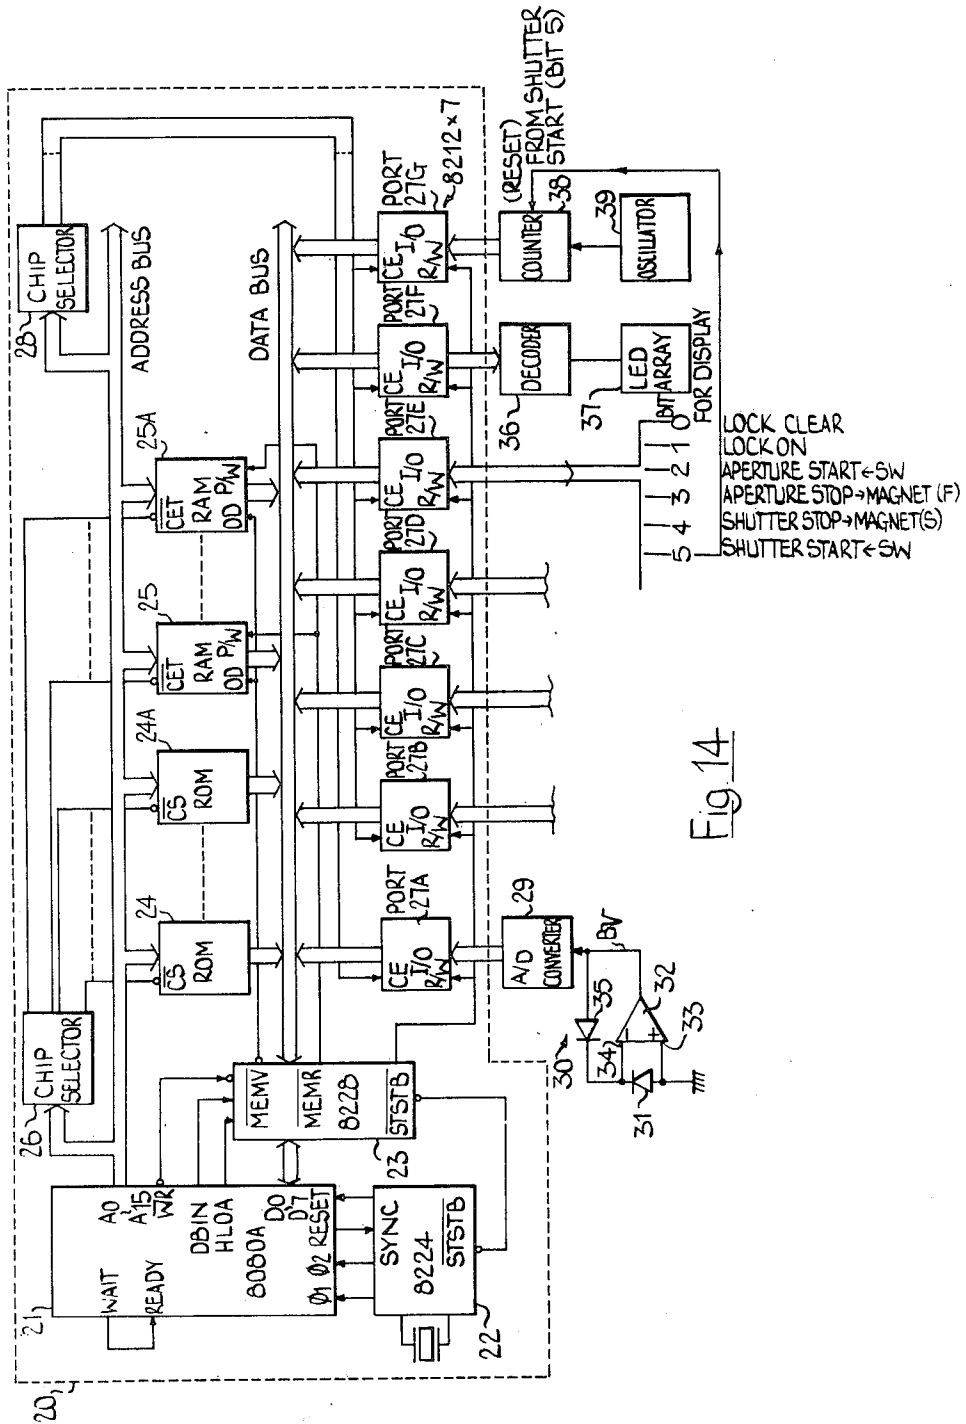 20
21
WAIT
READY
A0
~
A15
WR
DBIN
HLOA
8080A
D0
~
D7
Ø1 Ø2 RESET
SYNC
8224
STSTB
22
MEMV
MEMR
8228
STSTB
23
26
CHIP
SELECTOR
28
CHIP
SELECTOR
ADDRESS BUS
DATA BUS
24
CS
ROM
24A
CS
ROM
25
CET
RAM
OD P/W
25A
CET
RAM
OD P/W
PORT
27A
CE
I/O
R/W
PORT
27B
CE
I/O
R/W
PORT
27C
CE
I/O
R/W
PORT
27D
CE
I/O
R/W
PORT
27E
CE
I/O
R/W
PORT
27F
CE
I/O
R/W
PORT
27G
CE
I/O
R/W
8212×7
29
A/D
CONVERTER
BV
30
31
32
33
34
35
+
−
DECODER
36
LED
ARRAY
37
COUNTER
38
OSCILLATOR
39
(RESET)
FROM SHUTTER
START (BIT 5)
FOR DISPLAY
BIT
0 LOCK CLEAR
1 LOCK ON
2 APERTURE START←SW
3 APERTURE STOP→MAGNET (F)
4 SHUTTER STOP→MAGNET(S)
5 SHUTTER START←SW
Fig. 14